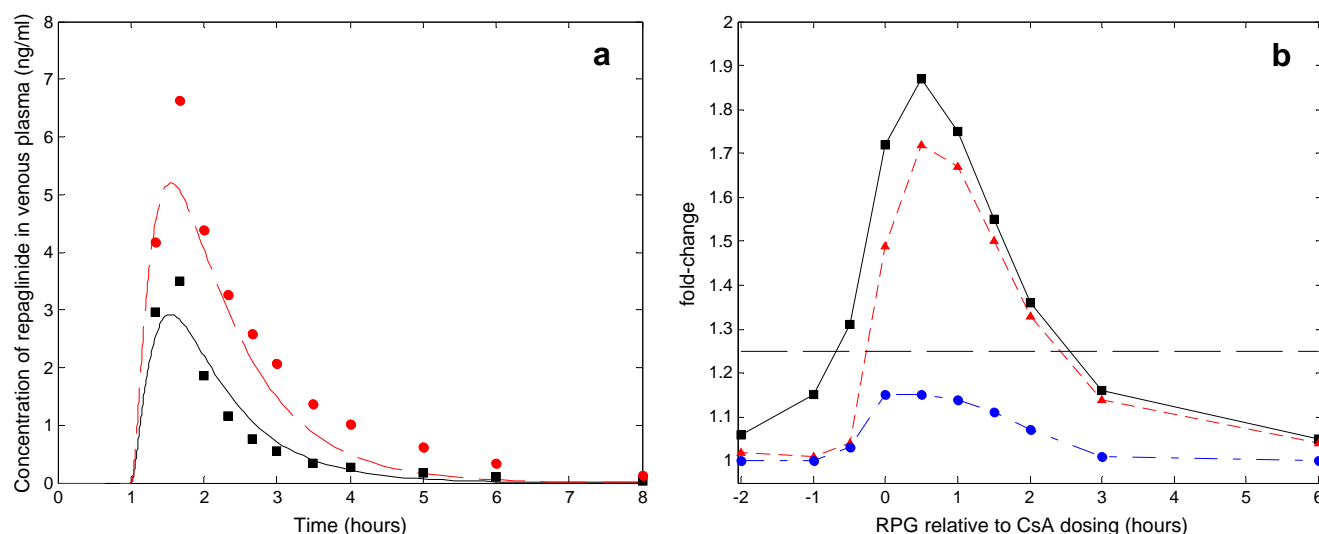 a
Concentration of repaglinide in venous plasma (ng/ml)
8
7
6
5
4
3
2
1
0
0 1 2 3 4 5 6 7 8
Time (hours)
b
fold-change
2
1.9
1.8
1.7
1.6
1.5
1.4
1.3
1.2
1.1
1
-2 -1 0 1 2 3 4 5 6
RPG relative to CsA dosing (hours)